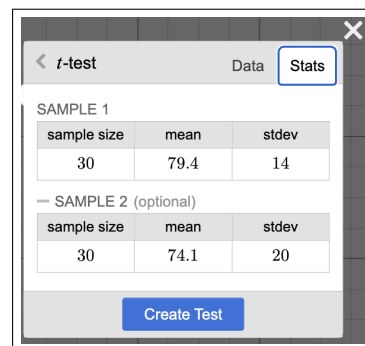 t-test Data Stats
SAMPLE 1
sample size mean stdev
30 79.4 14
SAMPLE 2 (optional)
sample size mean stdev
30 74.1 20
Create Test